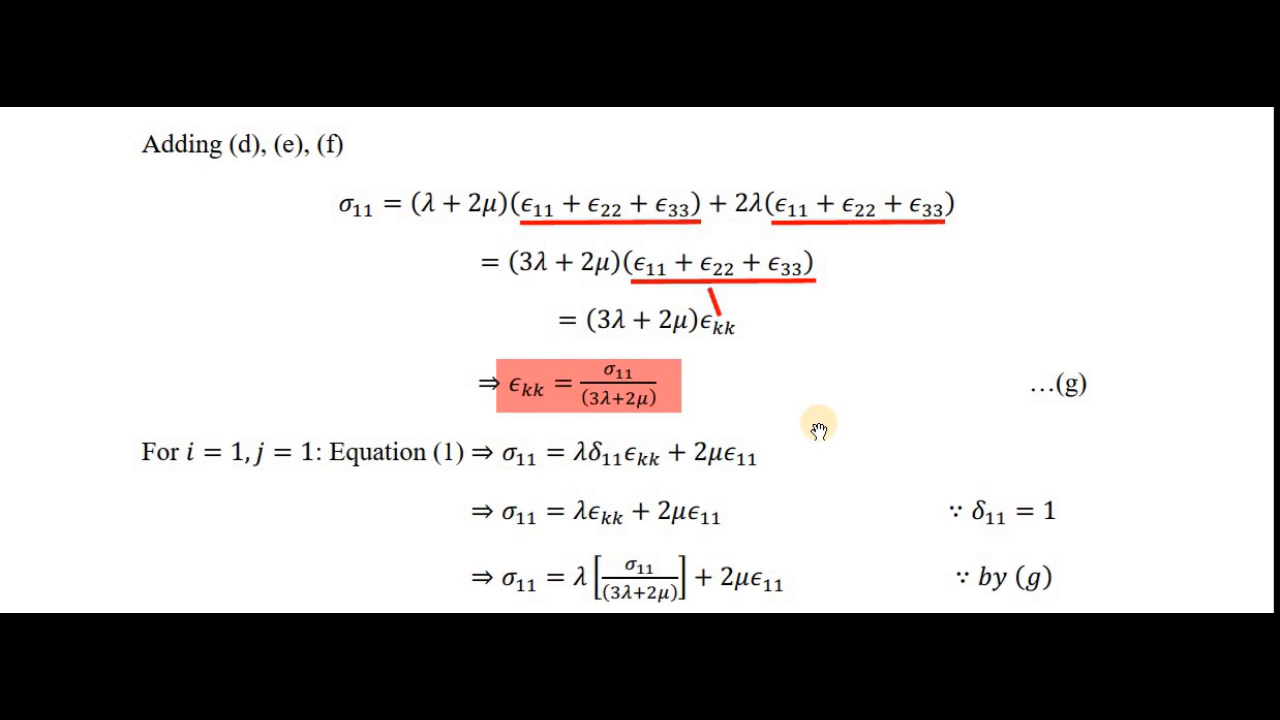 Adding (d), (e), (f)
σ₁₁ = (λ + 2μ)(ϵ₁₁ + ϵ₂₂ + ϵ₃₃) + 2λ(ϵ₁₁ + ϵ₂₂ + ϵ₃₃)
= (3λ + 2μ)(ϵ₁₁ + ϵ₂₂ + ϵ₃₃)
= (3λ + 2μ)ϵₖₖ
⇒ ϵₖₖ = σ₁₁/(3λ+2μ) …(g)
For i = 1, j = 1: Equation (1) ⇒ σ₁₁ = λδ₁₁ϵₖₖ + 2μϵ₁₁
⇒ σ₁₁ = λϵₖₖ + 2μϵ₁₁ ∵ δ₁₁ = 1
⇒ σ₁₁ = λ[σ₁₁/(3λ+2μ)] + 2μϵ₁₁ ∵ by (g)